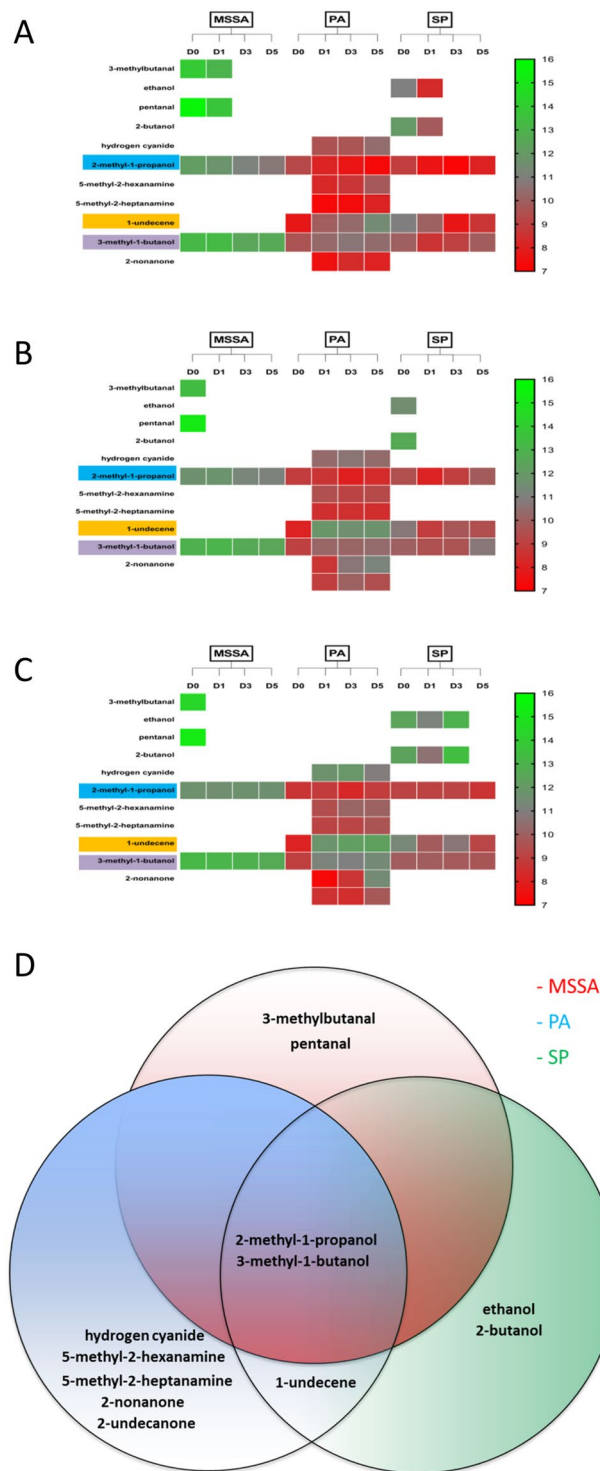 A
MSSA PA SP
D0 D1 D3 D5 D0 D1 D3 D5 D0 D1 D3 D5
3-methylbutanal
ethanol
pentanal
2-butanol
hydrogen cyanide
2-methyl-1-propanol
5-methyl-2-hexanamine
5-methyl-2-heptanamine
1-undecene
3-methyl-1-butanol
2-nonanone
16
15
14
13
12
11
10
9
8
7
B
MSSA PA SP
D0 D1 D3 D5 D0 D1 D3 D5 D0 D1 D3 D5
3-methylbutanal
ethanol
pentanal
2-butanol
hydrogen cyanide
2-methyl-1-propanol
5-methyl-2-hexanamine
5-methyl-2-heptanamine
1-undecene
3-methyl-1-butanol
2-nonanone
16
15
14
13
12
11
10
9
8
7
C
MSSA PA SP
D0 D1 D3 D5 D0 D1 D3 D5 D0 D1 D3 D5
3-methylbutanal
ethanol
pentanal
2-butanol
hydrogen cyanide
2-methyl-1-propanol
5-methyl-2-hexanamine
5-methyl-2-heptanamine
1-undecene
3-methyl-1-butanol
2-nonanone
16
15
14
13
12
11
10
9
8
7
D
- MSSA
- PA
- SP
3-methylbutanal
pentanal
2-methyl-1-propanol
3-methyl-1-butanol
ethanol
2-butanol
hydrogen cyanide
5-methyl-2-hexanamine
5-methyl-2-heptanamine
2-nonanone
2-undecanone
1-undecene